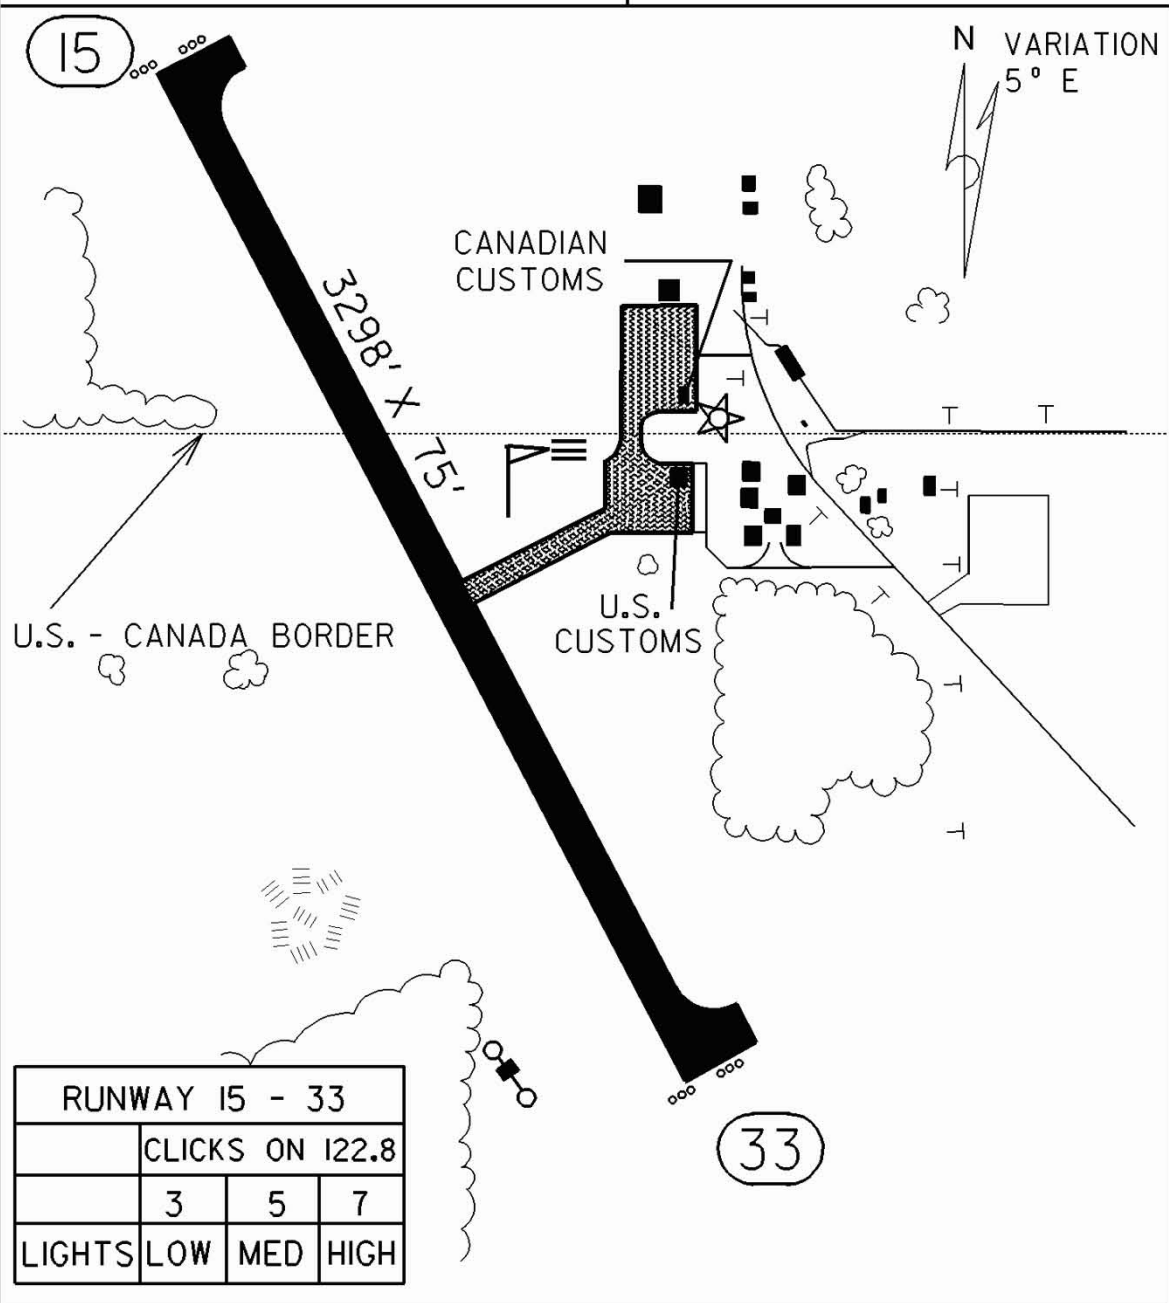 15
N VARIATION
5° E
CANADIAN
CUSTOMS
3298' X 75'
U.S. - CANADA BORDER
U.S.
CUSTOMS
RUNWAY 15 - 33
CLICKS ON 122.8
3 5 7
LIGHTS LOW MED HIGH
33